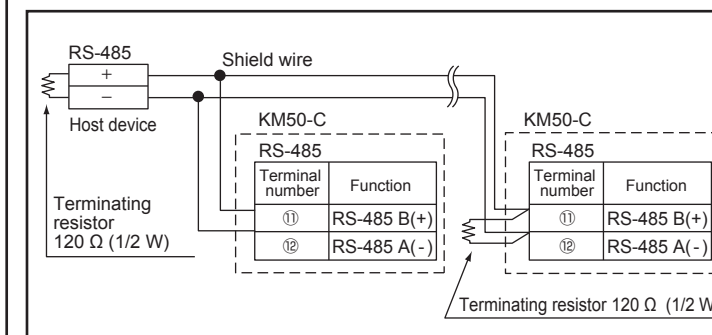 RS-485
+
−
Host device
Shield wire
Terminating
resistor
120 Ω (1/2 W)
KM50-C
RS-485
Terminal
number
Function
⑪
RS-485 B(+)
⑫
RS-485 A(-)
KM50-C
RS-485
Terminal
number
Function
⑪
RS-485 B(+)
⑫
RS-485 A(-)
Terminating resistor 120 Ω (1/2 W